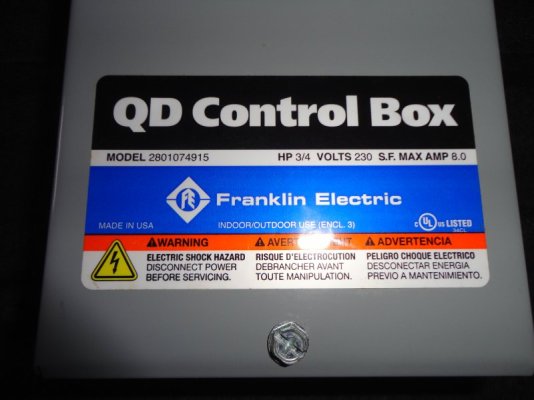 QD Control Box
MODEL 2801074915 HP 3/4 VOLTS 230 S.F. MAX AMP 8.0
Franklin Electric
MADE IN USA INDOOR/OUTDOOR USE (ENCL. 3) C UL US LISTED
WARNING
ELECTRIC SHOCK HAZARD
DISCONNECT POWER
BEFORE SERVICING.
RISQUE D'ELECTROCUTION
DEBRANCHER AVANT
TOUTE MANIPULATION.
ADVERTENCIA
PELIGRO CHOQUE ELECTRICO
DESCONECTAR ENERGIA
PREVIO A MANTENIMIENTO.